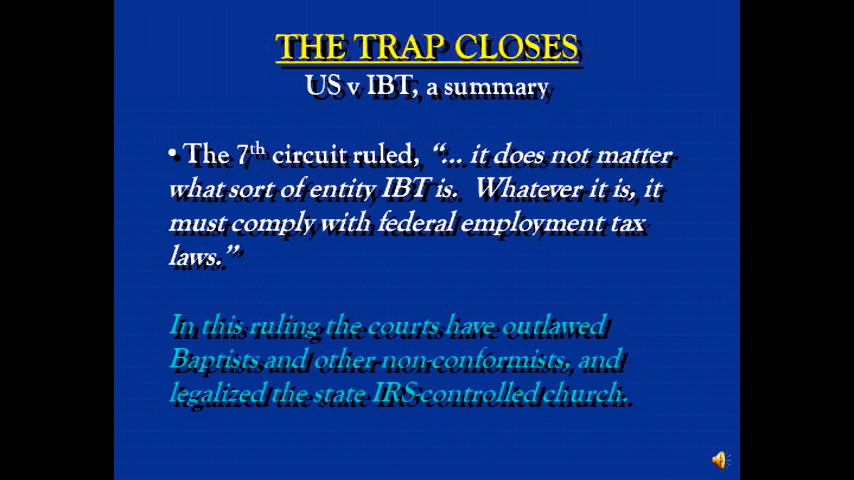 THE TRAP CLOSES
US v IBT, a summary
• The 7th circuit ruled, “… it does not matter
what sort of entity IBT is. Whatever it is, it
must comply with federal employment tax
laws.”
In this ruling the courts have outlawed
Baptists and other non-conformists, and
legalized the state IRS-controlled church.